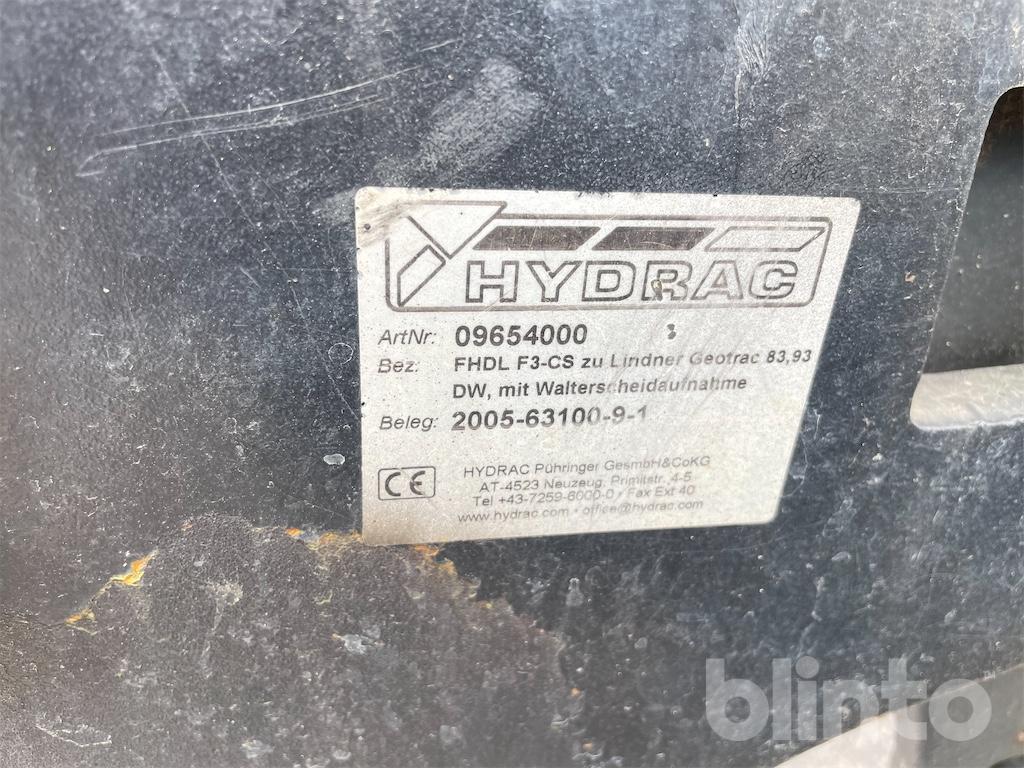 HYDRAC
ArtNr: 09654000
Bez: FHDL F3-CS zu Lindner Geotrac 83,93
DW, mit Walterscheidaufnahme
Beleg: 2005-63100-9-1
CE
HYDRAC Pühringer GesmbH&CoKG
AT-4523 Neuzeug, Primitstr. 4-5
Tel +43-7259-6000-0 • Fax Ext 40
www.hydrac.com • office@hydrac.com
blinto